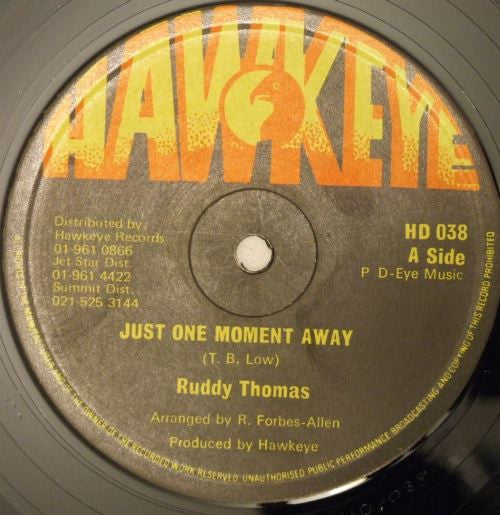 HAWKEYE
Distributed by
Hawkeye Records
01-961 0866
Jet Star Dist.
01-961 4422
Summit Dist.
021-525 3144
HD 038
A Side
P D-Eye Music
JUST ONE MOMENT AWAY
(T. B. Low)
Ruddy Thomas
Arranged by R. Forbes-Allen
Produced by Hawkeye
OWNER OF THE RECORDED WORK RESERVED. UNAUTHORISED PUBLIC PERFORMANCE BROADCASTING AND COPYING OF THIS RECORD PROHIBITED